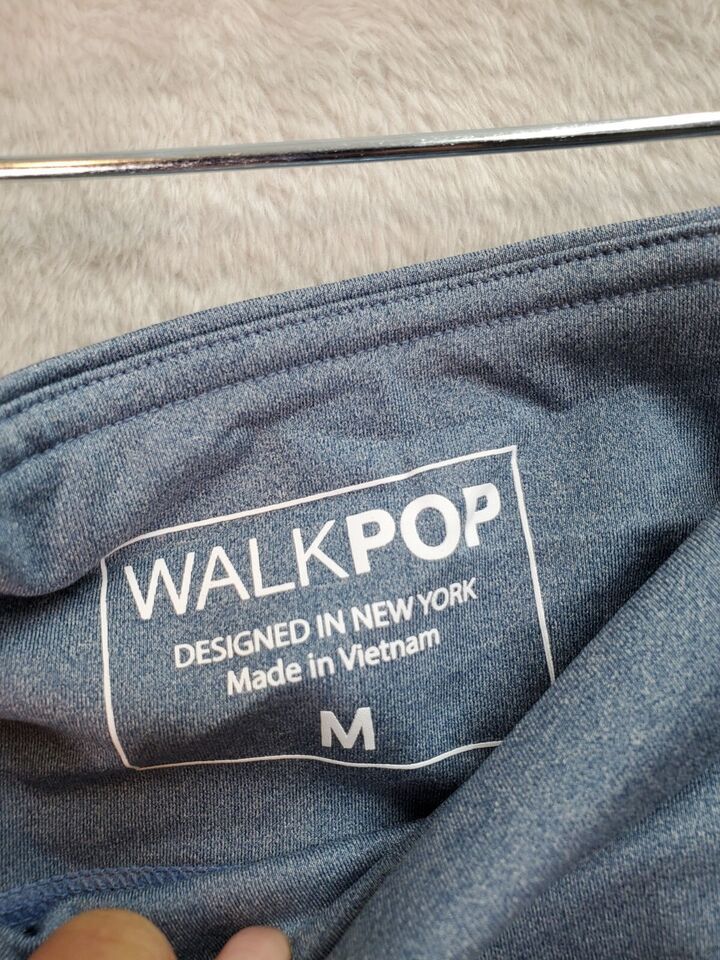 WALKPOP
DESIGNED IN NEW YORK
Made in Vietnam
M